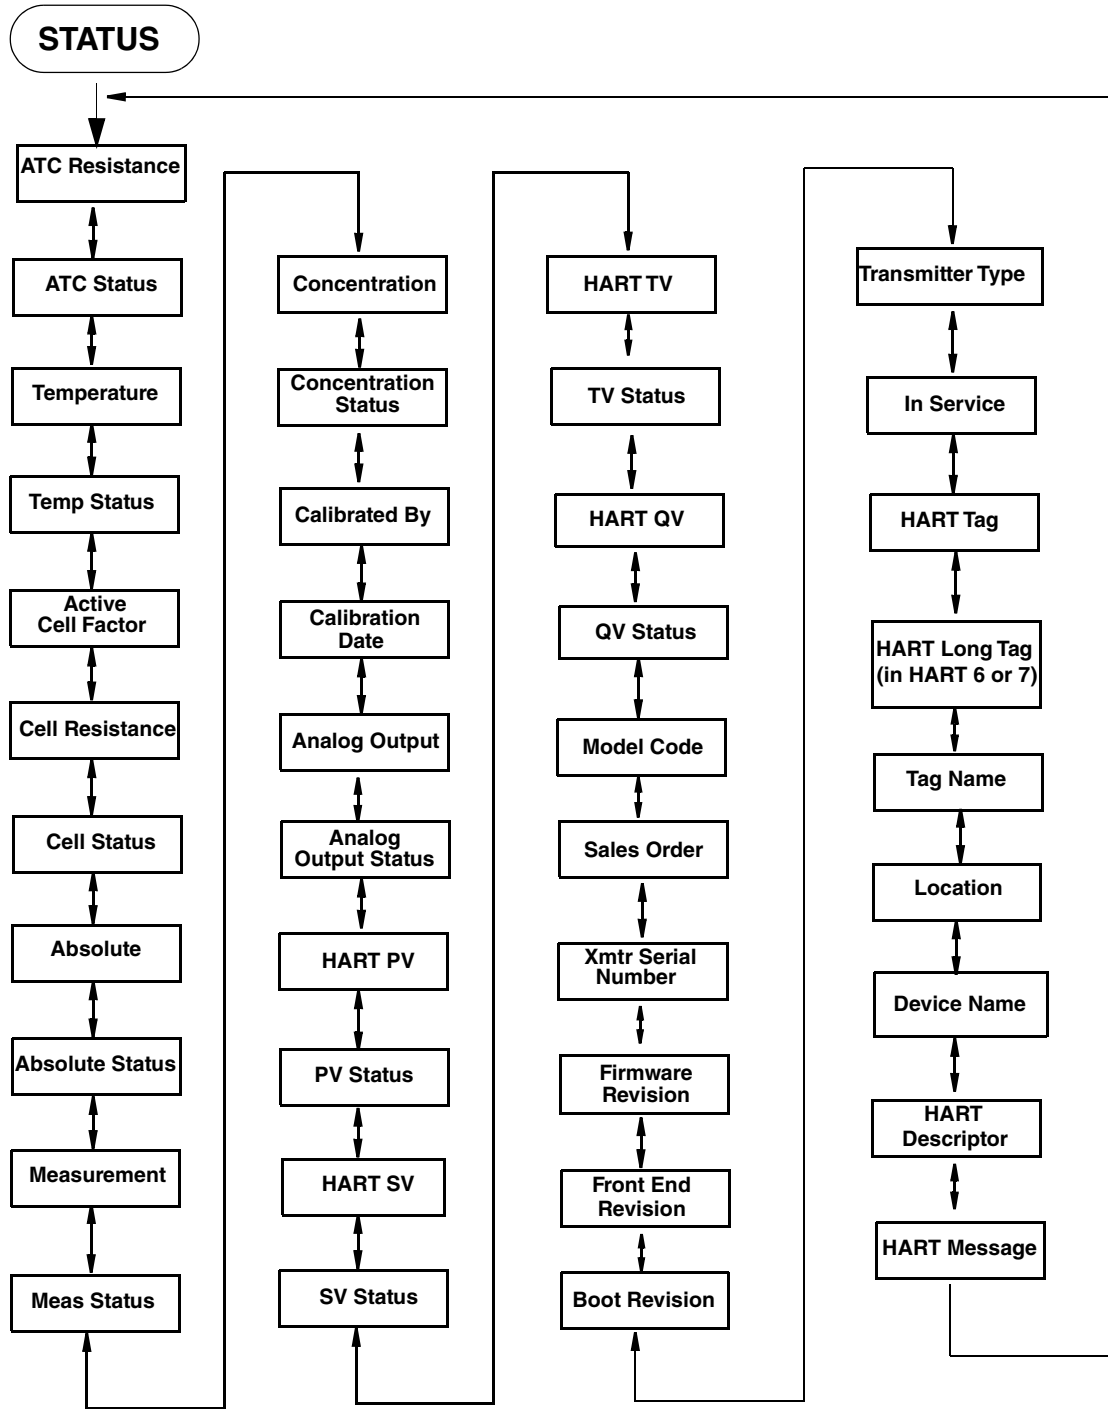 STATUS
ATC Resistance
ATC Status
Temperature
Temp Status
Active
Cell Factor
Cell Resistance
Cell Status
Absolute
Absolute Status
Measurement
Meas Status
Concentration
Concentration
Status
Calibrated By
Calibration
Date
Analog Output
Analog
Output Status
HART PV
PV Status
HART SV
SV Status
HART TV
TV Status
HART QV
QV Status
Model Code
Sales Order
Xmtr Serial
Number
Firmware
Revision
Front End
Revision
Boot Revision
Transmitter Type
In Service
HART Tag
HART Long Tag
(in HART 6 or 7)
Tag Name
Location
Device Name
HART
Descriptor
HART Message